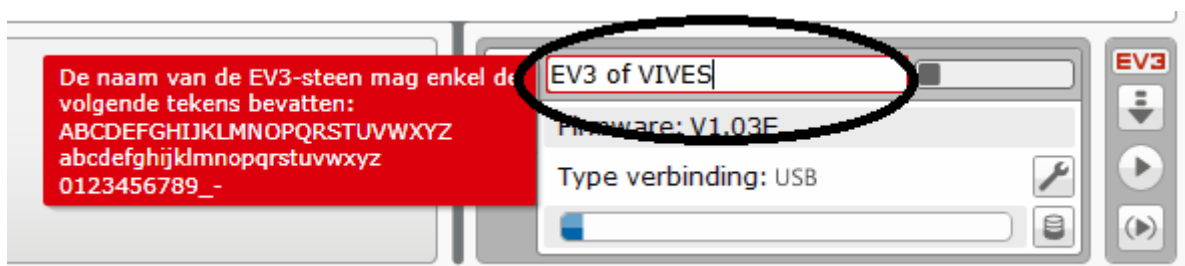 De naam van de EV3-steen mag enkel de
volgende tekens bevatten:
ABCDEFGHIJKLMNOPQRSTUVWXYZ
abcdefghijklmnopqrstuvwxyz
0123456789_-
EV3 of VIVES
Firmware: V1.03E
Type verbinding: USB
EV3